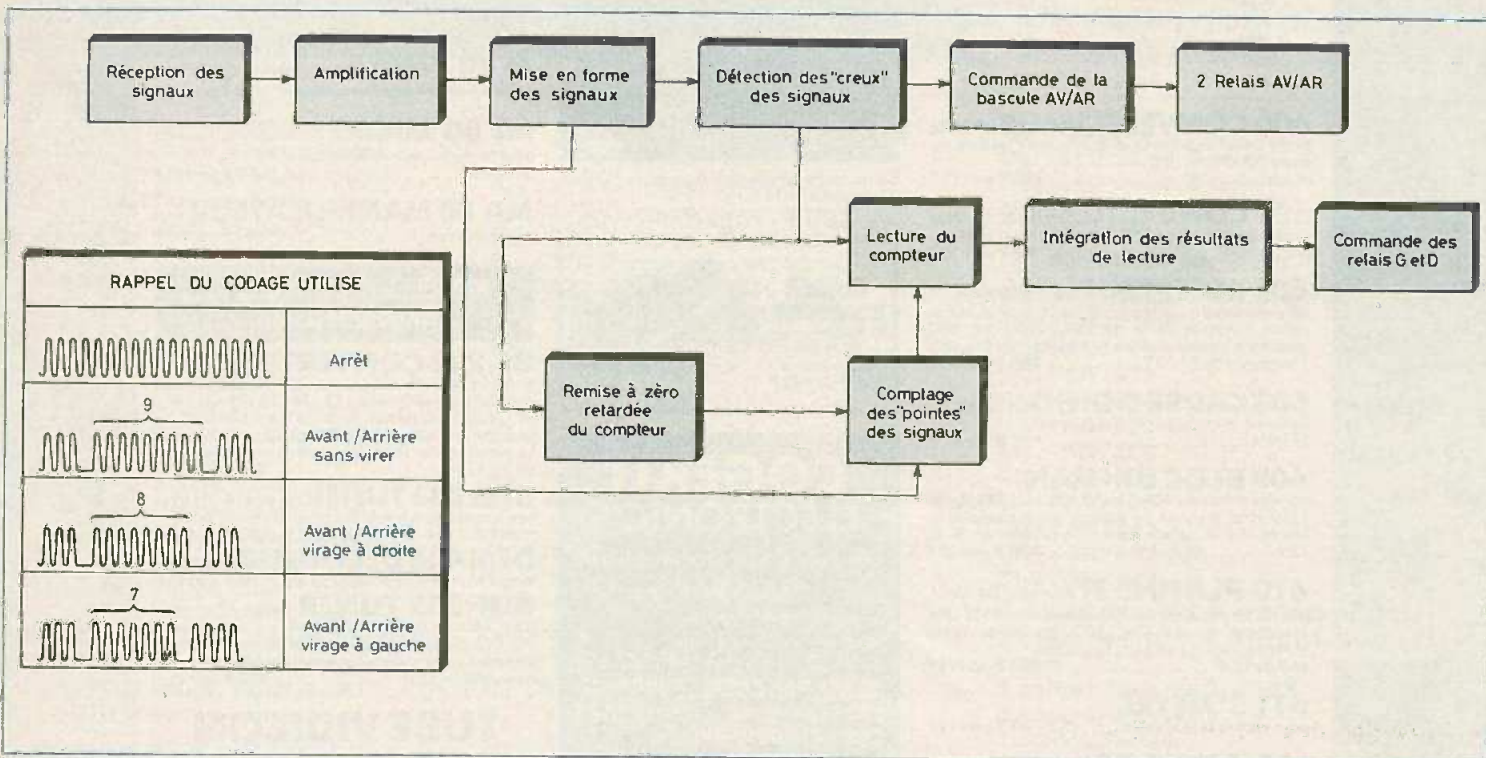 Réception des
signaux
Amplification
Mise en forme
des signaux
Détection des "creux"
des signaux
Commande de la
bascule AV/AR
2 Relais AV/AR
Lecture du
compteur
Intégration des résultats
de lecture
Commande des
relais G et D
Remise à zèro
retardée
du compteur
Comptage
des "pointes"
des signaux
RAPPEL DU CODAGE UTILISE
Arrèt
9
Avant / Arrière
sans virer
8
Avant / Arrière
virage à droite
7
Avant / Arrière
virage à gauche